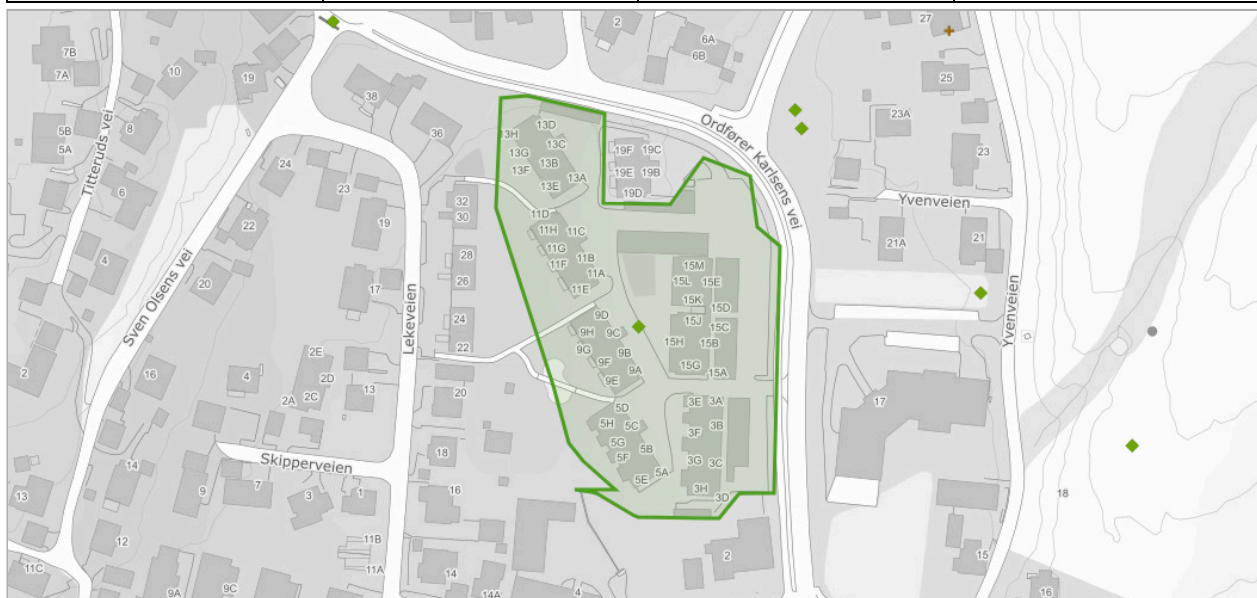 27
2
7B
6A
6B
7A
10
19
25
38
Ordfører Karlsens vei
13D
36
23A
5B
8
13H
13C
5A
13G
19F
19C
13B
23
24
13F
19E
19B
Titteruds vei
13A
23
13E
19D
6
32
Yvenveien
19
30
11D
22
11H
11C
21A
21
4
11G
28
11B
11F
15M
Sven Olsens vei
20
17
26
11A
15L
15E
11E
15K
15D
24
9D
15J
15C
9H
9C
Yvenveien
Lekeveien
22
9G
9B
15H
15B
2E
9F
9A
15G
15A
2
16
4
2D
9E
2C
13
20
5D
3E
3A
17
2A
5H
5C
3F
3B
5G
5B
18
5F
3G
3C
14
Skipperveien
5A
5E
3H
13
9
7
3
1
16
3D
18
12
11B
2
15
11C
11A
14
9A
9C
14A
4
16